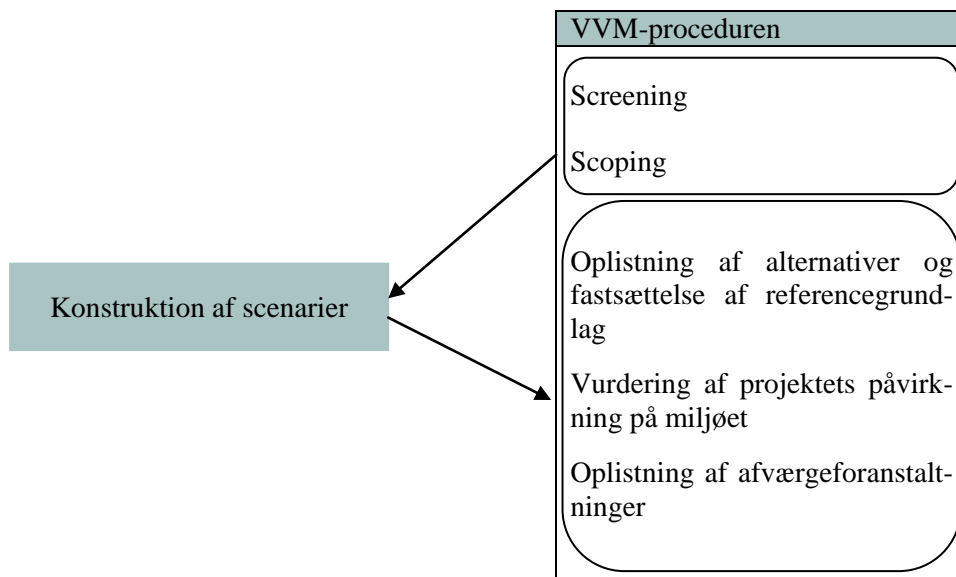 VVM-proceduren
Screening
Scoping
Konstruktion af scenarier
Oplistning af alternativer og
fastsættelse af referencegrund-
lag
Vurdering af projektets påvirk-
ning på miljøet
Oplistning af afværgeforanstalt-
ninger